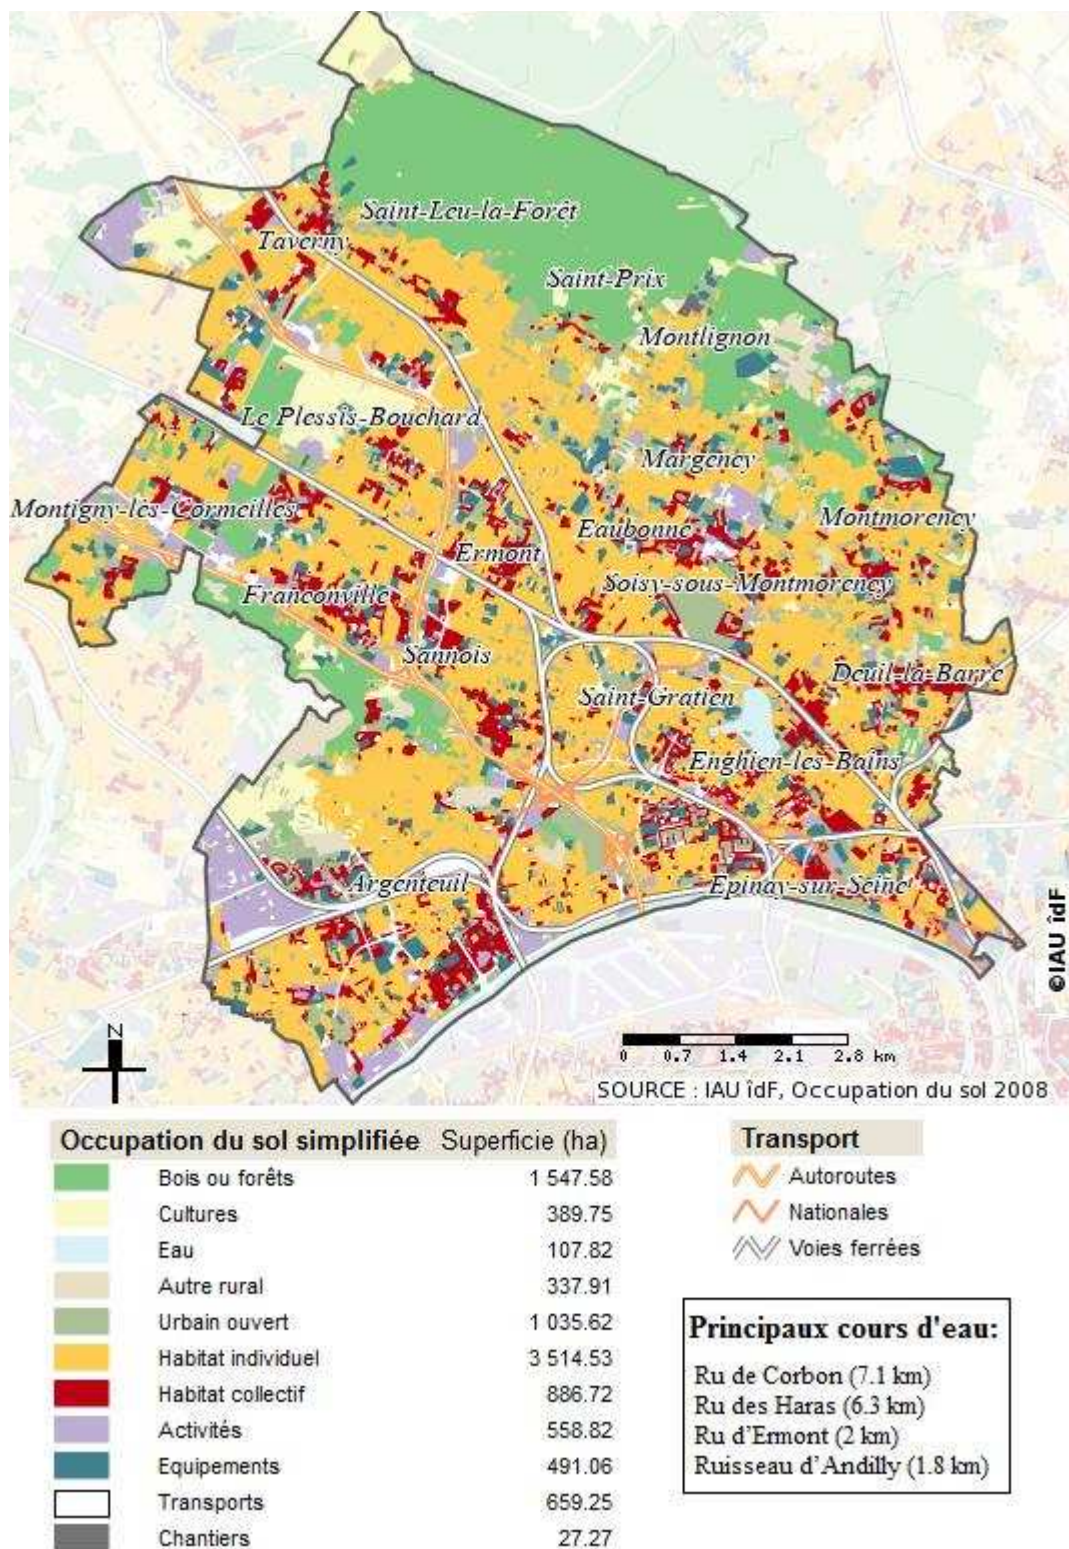 Saint-Leu-la-Forêt
Taverny
Saint-Prix
Montlignon
Le Plessis-Bouchard
Margency
Montigny-lès-Cormeilles
Eaubonne
Montmorency
Ermont
Franconville
Soisy-sous-Montmorency
Sannois
Deuil-la-Barre
Saint-Gratien
Enghien-les-Bains
Argenteuil
Epinay-sur-Seine
©IAU îdF
N
0 0.7 1.4 2.1 2.8 km
SOURCE : IAU îdF, Occupation du sol 2008
Occupation du sol simplifiée Superficie (ha)
Bois ou forêts 1 547.58
Cultures 389.75
Eau 107.82
Autre rural 337.91
Urbain ouvert 1 035.62
Habitat individuel 3 514.53
Habitat collectif 886.72
Activités 558.82
Equipements 491.06
Transports 659.25
Chantiers 27.27
Transport
Autoroutes
Nationales
Voies ferrées
Principaux cours d'eau:
Ru de Corbon (7.1 km)
Ru des Haras (6.3 km)
Ru d'Ermont (2 km)
Ruisseau d'Andilly (1.8 km)